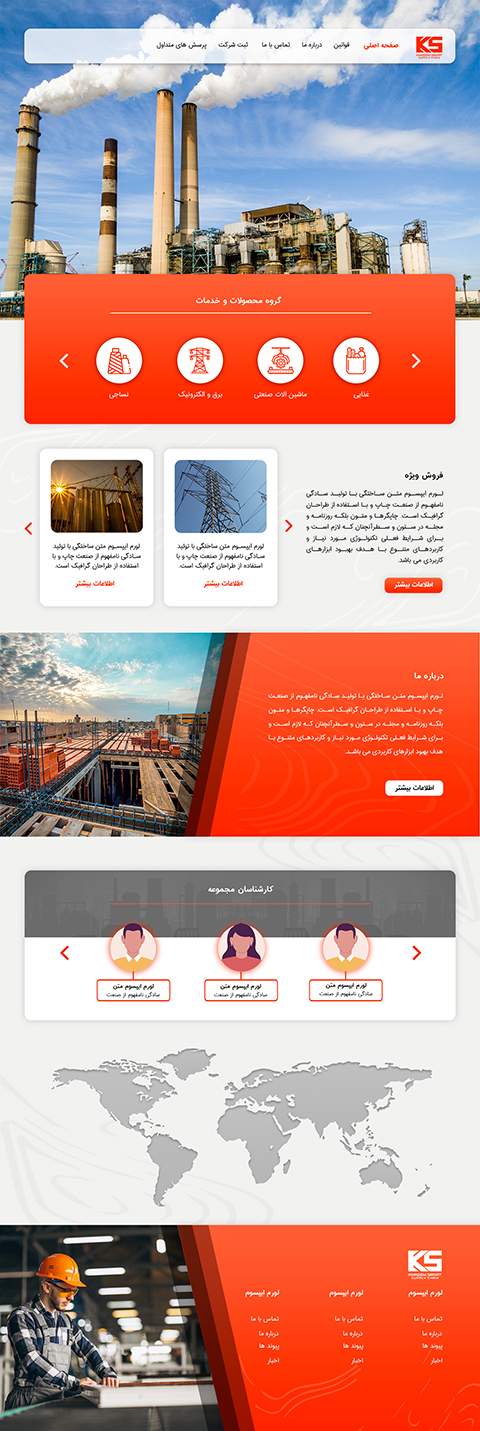 KS
KINGDOM SMART
SUPPLY CHAIN
صفحه اصلی
قوانین
درباره ما
تماس با ما
ثبت شرکت
پرسش های متداول
گروه محصولات و خدمات
غذایی
ماشین آلات صنعتی
برق و الکترونیک
نساجی
فروش ویژه
لورم ایپسوم متن ساختگی با تولید سادگی
نامفهوم از صنعت چاپ و با استفاده از طراحان
گرافیک است. چاپگرها و متون بلکه روزنامه و
مجله در ستون و سطرآنچنان که لازم است و
برای شرایط فعلی تکنولوژی مورد نیاز و
کاربردهای متنوع با هدف بهبود ابزارهای
کاربردی می باشد.
اطلاعات بیشتر
لورم ایپسوم متن ساختگی با تولید
سادگی نامفهوم از صنعت چاپ و با
استفاده از طراحان گرافیک است.
اطلاعات بیشتر
لورم ایپسوم متن ساختگی با تولید
سادگی نامفهوم از صنعت چاپ و با
استفاده از طراحان گرافیک است.
اطلاعات بیشتر
درباره ما
لورم ایپسوم متن ساختگی با تولید سادگی نامفهوم از صنعت
چاپ و با استفاده از طراحان گرافیک است. چاپگرها و متون
بلکه روزنامه و مجله در ستون و سطرآنچنان که لازم است و
برای شرایط فعلی تکنولوژی مورد نیاز و کاربردهای متنوع با
هدف بهبود ابزارهای کاربردی می باشد.
اطلاعات بیشتر
کارشناسان مجموعه
لورم ایپسوم متن
سادگی نامفهوم از صنعت
لورم ایپسوم متن
سادگی نامفهوم از صنعت
لورم ایپسوم متن
سادگی نامفهوم از صنعت
KS
KINGDOM SMART
SUPPLY CHAIN
لورم ایپسوم
تماس با ما
درباره ما
پیوند ها
اخبار
لورم ایپسوم
تماس با ما
درباره ما
پیوند ها
اخبار
لورم ایپسوم
تماس با ما
درباره ما
پیوند ها
اخبار